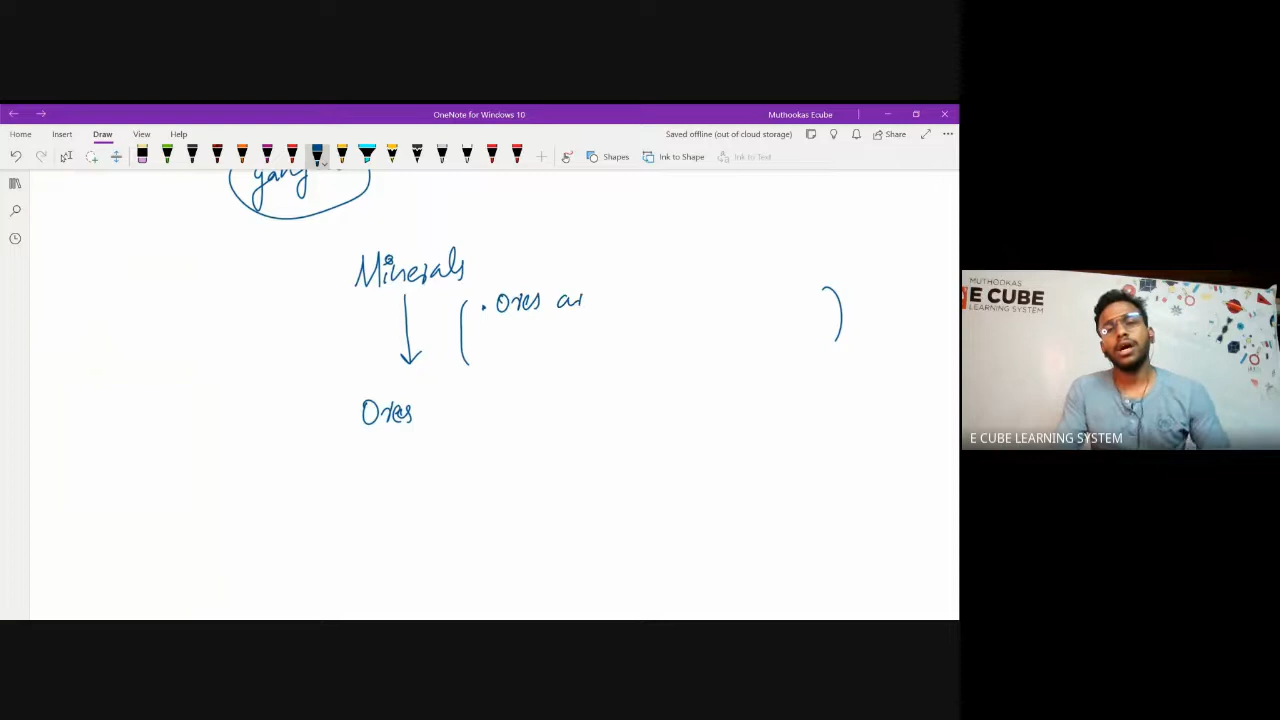 OneNote for Windows 10
Muthookas Ecube
Home Insert Draw View Help
Saved offline (out of cloud storage)
Share
Shapes
Ink to Shape
Ink to Text
Minerals
. Ores ar
Ores
MUTHOOKAS
E CUBE
LEARNING SYSTEM
E CUBE LEARNING SYSTEM